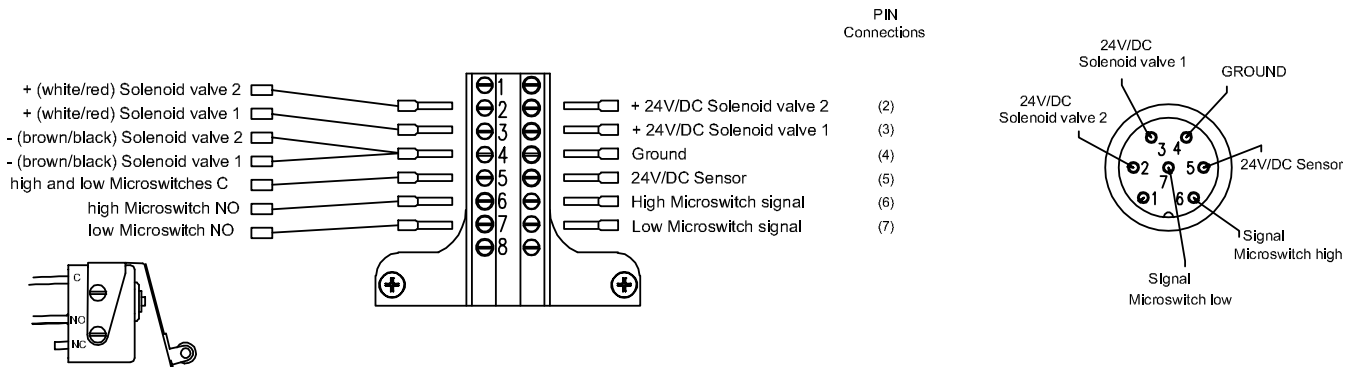 PIN
Connections
+ (white/red) Solenoid valve 2
+ (white/red) Solenoid valve 1
- (brown/black) Solenoid valve 2
- (brown/black) Solenoid valve 1
high and low Microswitches C
high Microswitch NO
low Microswitch NO
1
2
3
4
5
6
7
8
+ 24V/DC Solenoid valve 2 (2)
+ 24V/DC Solenoid valve 1 (3)
Ground (4)
24V/DC Sensor (5)
High Microswitch signal (6)
Low Microswitch signal (7)
C
NO
NC
24V/DC
Solenoid valve 1
GROUND
24V/DC
Solenoid valve 2
3 4
2 5
7
1 6
24V/DC Sensor
Signal
Microswitch high
SIgnal
Microswitch low